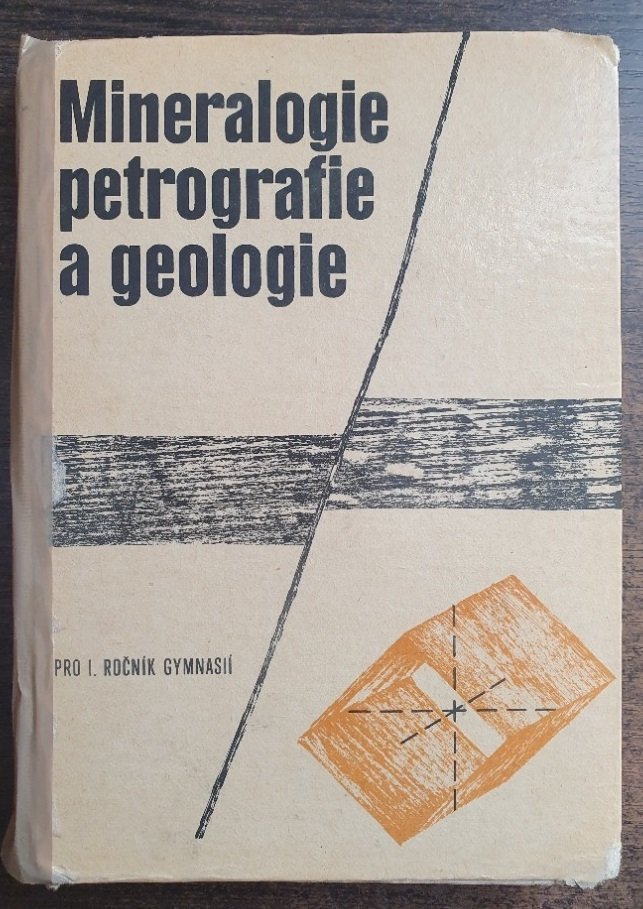 Mineralogie
petrografie
a geologie
PRO I. ROČNÍK GYMNASIÍ